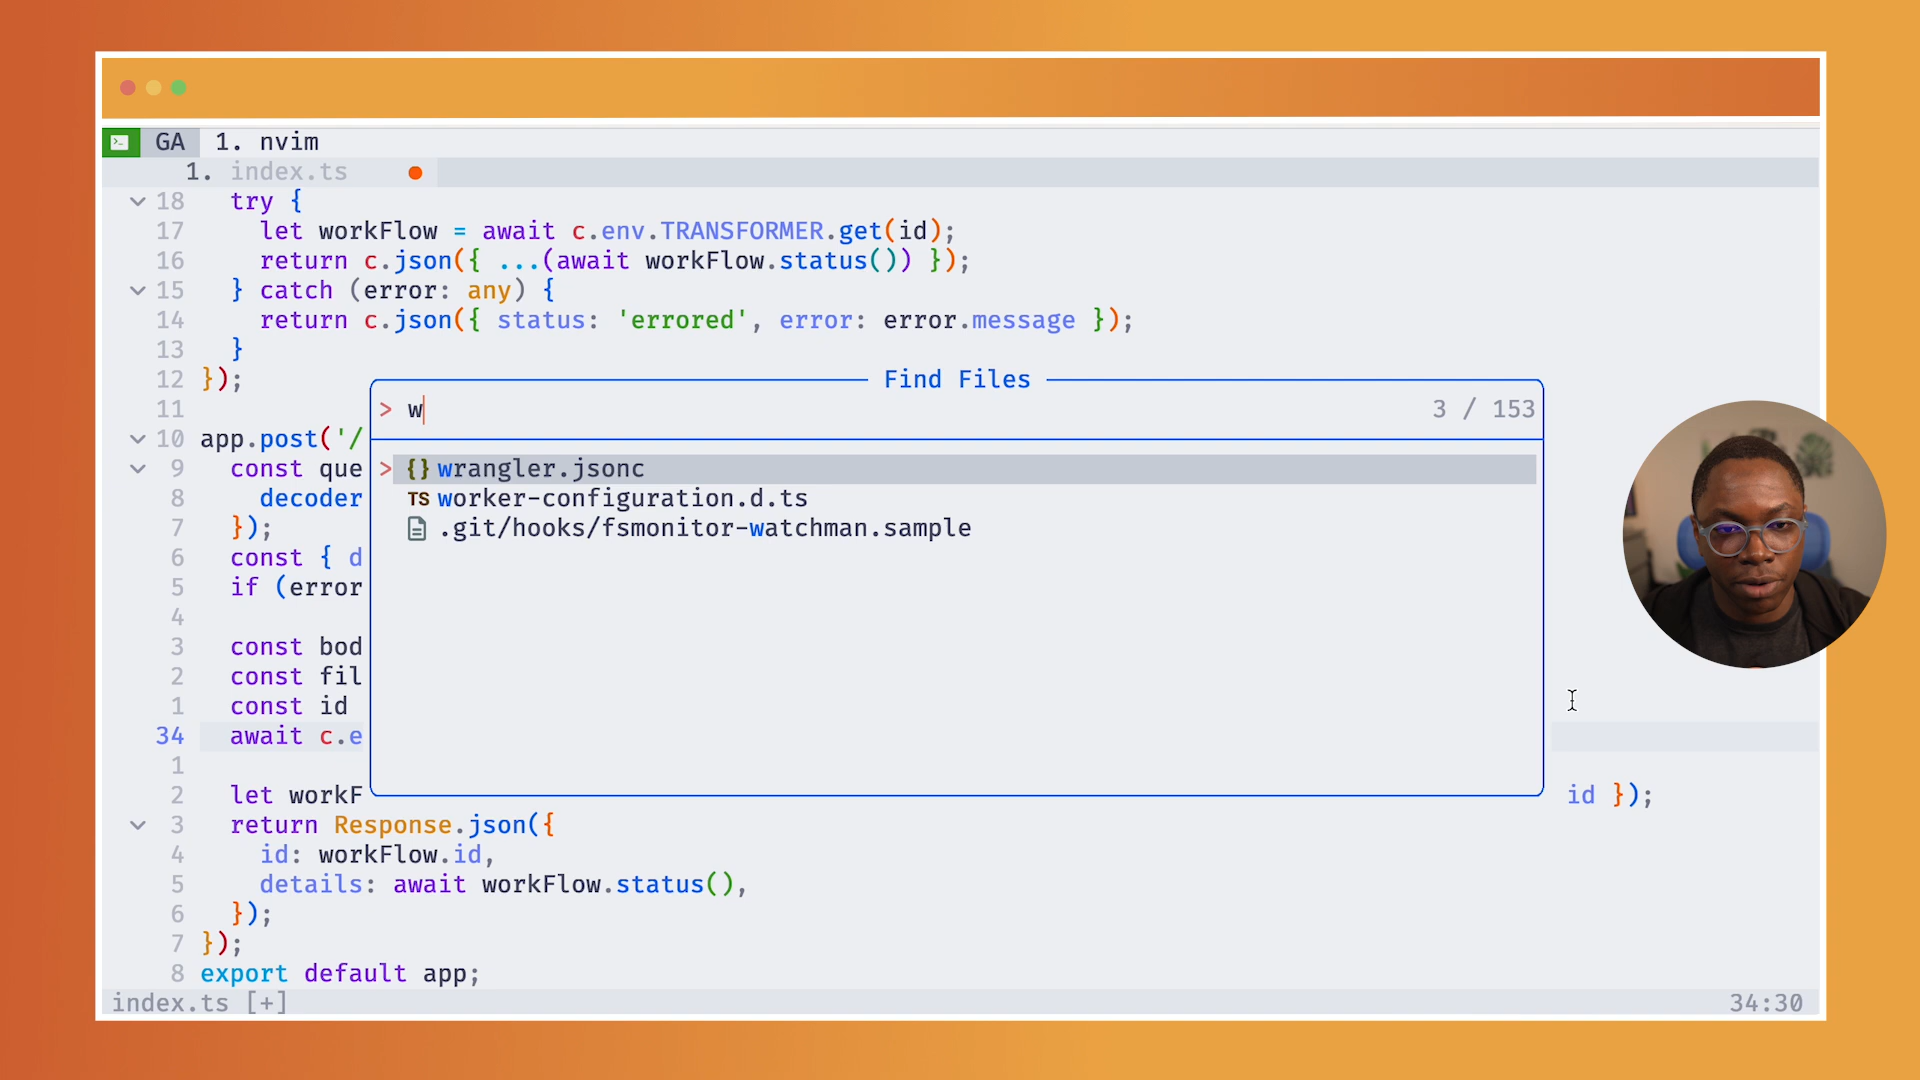 GA 1. nvim
1. index.ts
18 try {
17 let workFlow = await c.env.TRANSFORMER.get(id);
16 return c.json({ ...(await workFlow.status()) });
15 } catch (error: any) {
14 return c.json({ status: 'errored', error: error.message });
13 }
12 });
Find Files
11
> w 3 / 153
10 app.post('/
9 const que
> {} wrangler.jsonc
8 decoder
TS worker-configuration.d.ts
7 });
.git/hooks/fsmonitor-watchman.sample
6 const { d
5 if (error
4
3 const bod
2 const fil
1 const id
34 await c.e
1
2 let workF id });
3 return Response.json({
4 id: workFlow.id,
5 details: await workFlow.status(),
6 });
7 });
8 export default app;
index.ts [+] 34:30